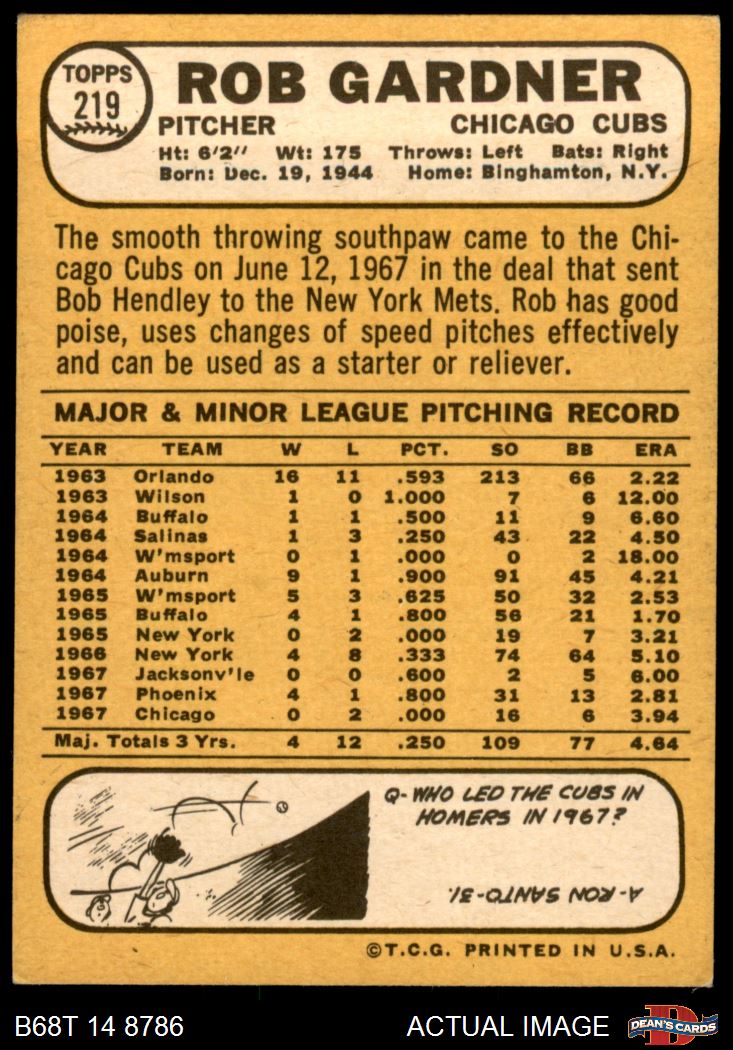 TOPPS
219
ROB GARDNER
PITCHER CHICAGO CUBS
Ht: 6'2" Wt: 175 Throws: Left Bats: Right
Born: Dec. 19, 1944 Home: Binghamton, N.Y.
The smooth throwing southpaw came to the Chi-
cago Cubs on June 12, 1967 in the deal that sent
Bob Hendley to the New York Mets. Rob has good
poise, uses changes of speed pitches effectively
and can be used as a starter or reliever.
MAJOR & MINOR LEAGUE PITCHING RECORD
YEAR TEAM W L PCT. SO BB ERA
1963 Orlando 16 11 .593 213 66 2.22
1963 Wilson 1 0 1.000 7 6 12.00
1964 Buffalo 1 1 .500 11 9 6.60
1964 Salinas 1 3 .250 43 22 4.50
1964 W'msport 0 1 .000 0 2 18.00
1964 Auburn 9 1 .900 91 45 4.21
1965 W'msport 5 3 .625 50 32 2.53
1965 Buffalo 4 1 .800 56 21 1.70
1965 New York 0 2 .000 19 7 3.21
1966 New York 4 8 .333 74 64 5.10
1967 Jacksonv'le 0 0 .600 2 5 6.00
1967 Phoenix 4 1 .800 31 13 2.81
1967 Chicago 0 2 .000 16 6 3.94
Maj. Totals 3 Yrs. 4 12 .250 109 77 4.64
Q-WHO LED THE CUBS IN
HOMERS IN 1967?
A-RON SANTO-31.
©T.C.G. PRINTED IN U.S.A.
B68T 14 8786 ACTUAL IMAGE
D
DEAN'S CARDS